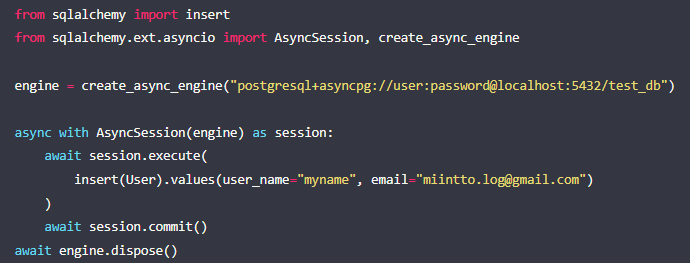 from sqlalchemy import insert
from sqlalchemy.ext.asyncio import AsyncSession, create_async_engine

engine = create_async_engine("postgresql+asyncpg://user:password@localhost:5432/test_db")

async with AsyncSession(engine) as session:
    await session.execute(
        insert(User).values(user_name="myname", email="miintto.log@gmail.com")
    )
    await session.commit()
await engine.dispose()